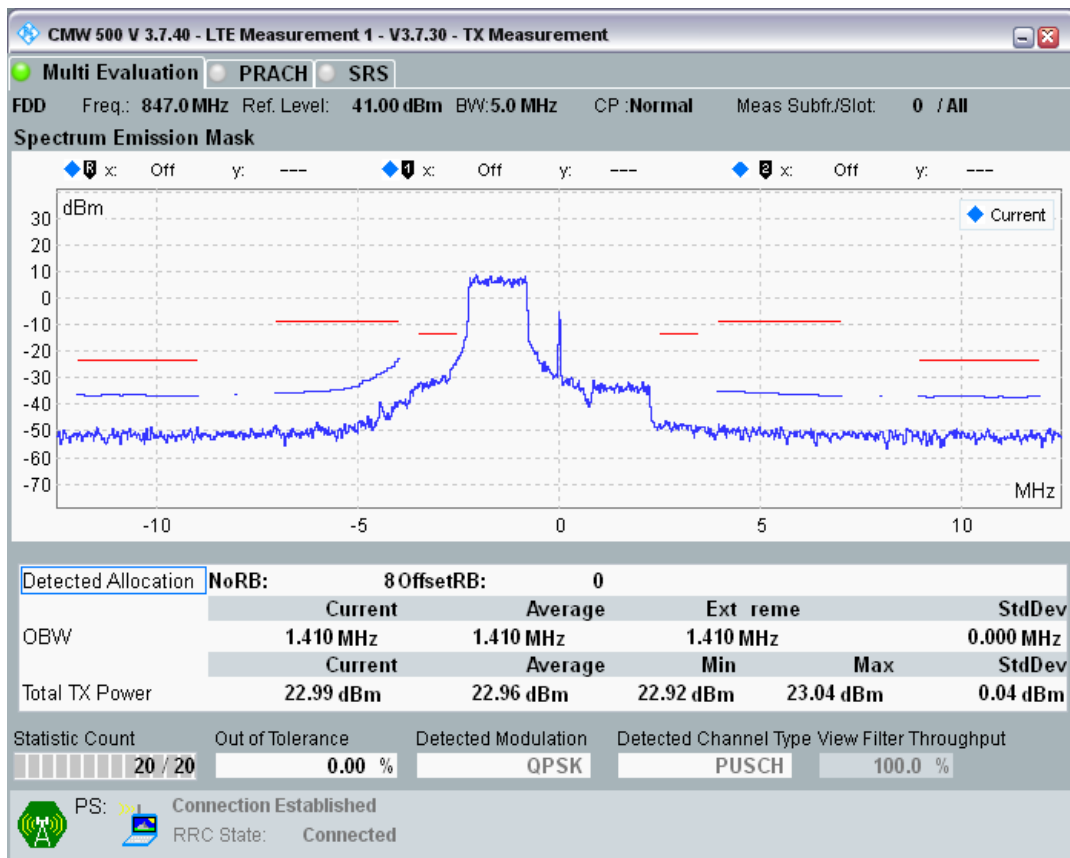 CMW 500 V 3.7.40 - LTE Measurement 1 - V3.7.30 - TX Measurement
Multi Evaluation PRACH SRS
FDD Freq.: 847.0 MHz Ref. Level: 41.00 dBm BW:5.0 MHz CP :Normal Meas Subfr./Slot: 0 / All
Spectrum Emission Mask
R x: Off y: --- 1 x: Off y: --- 2 x: Off y: ---
dBm
Current
30
20
10
0
-10
-20
-30
-40
-50
-60
-70
MHz
-10 -5 0 5 10
Detected Allocation NoRB: 8 OffsetRB: 0
Current Average Ext reme StdDev
OBW 1.410 MHz 1.410 MHz 1.410 MHz 0.000 MHz
Current Average Min Max StdDev
Total TX Power 22.99 dBm 22.96 dBm 22.92 dBm 23.04 dBm 0.04 dBm
Statistic Count Out of Tolerance Detected Modulation Detected Channel Type View Filter Throughput
20 / 20 0.00 % QPSK PUSCH 100.0 %
PS: Connection Established
RRC State: Connected